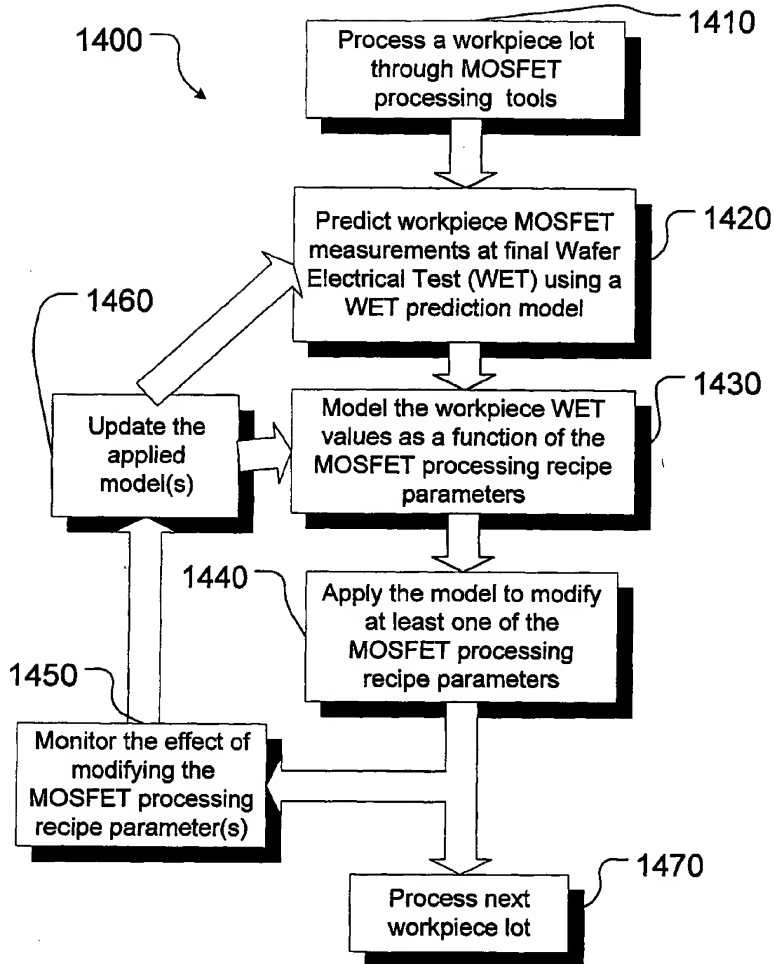 1400
1410
Process a workpiece lot
through MOSFET
processing tools
1420
Predict workpiece MOSFET
measurements at final Wafer
Electrical Test (WET) using a
WET prediction model
1460
Update the
applied
model(s)
1430
Model the workpiece WET
values as a function of the
MOSFET processing recipe
parameters
1440
Apply the model to modify
at least one of the
MOSFET processing
recipe parameters
1450
Monitor the effect of
modifying the
MOSFET processing
recipe parameter(s)
1470
Process next
workpiece lot